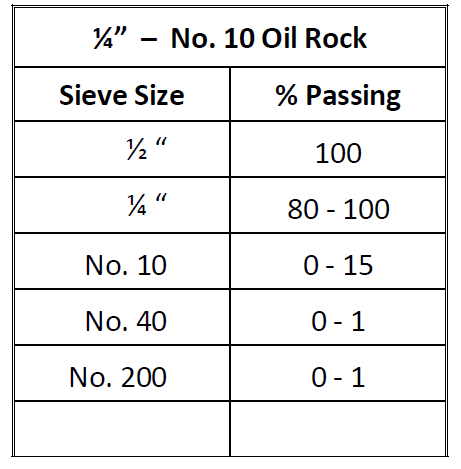 ¼” – No. 10 Oil Rock
Sieve Size % Passing
½ “ 100
¼ “ 80 - 100
No. 10 0 - 15
No. 40 0 - 1
No. 200 0 - 1